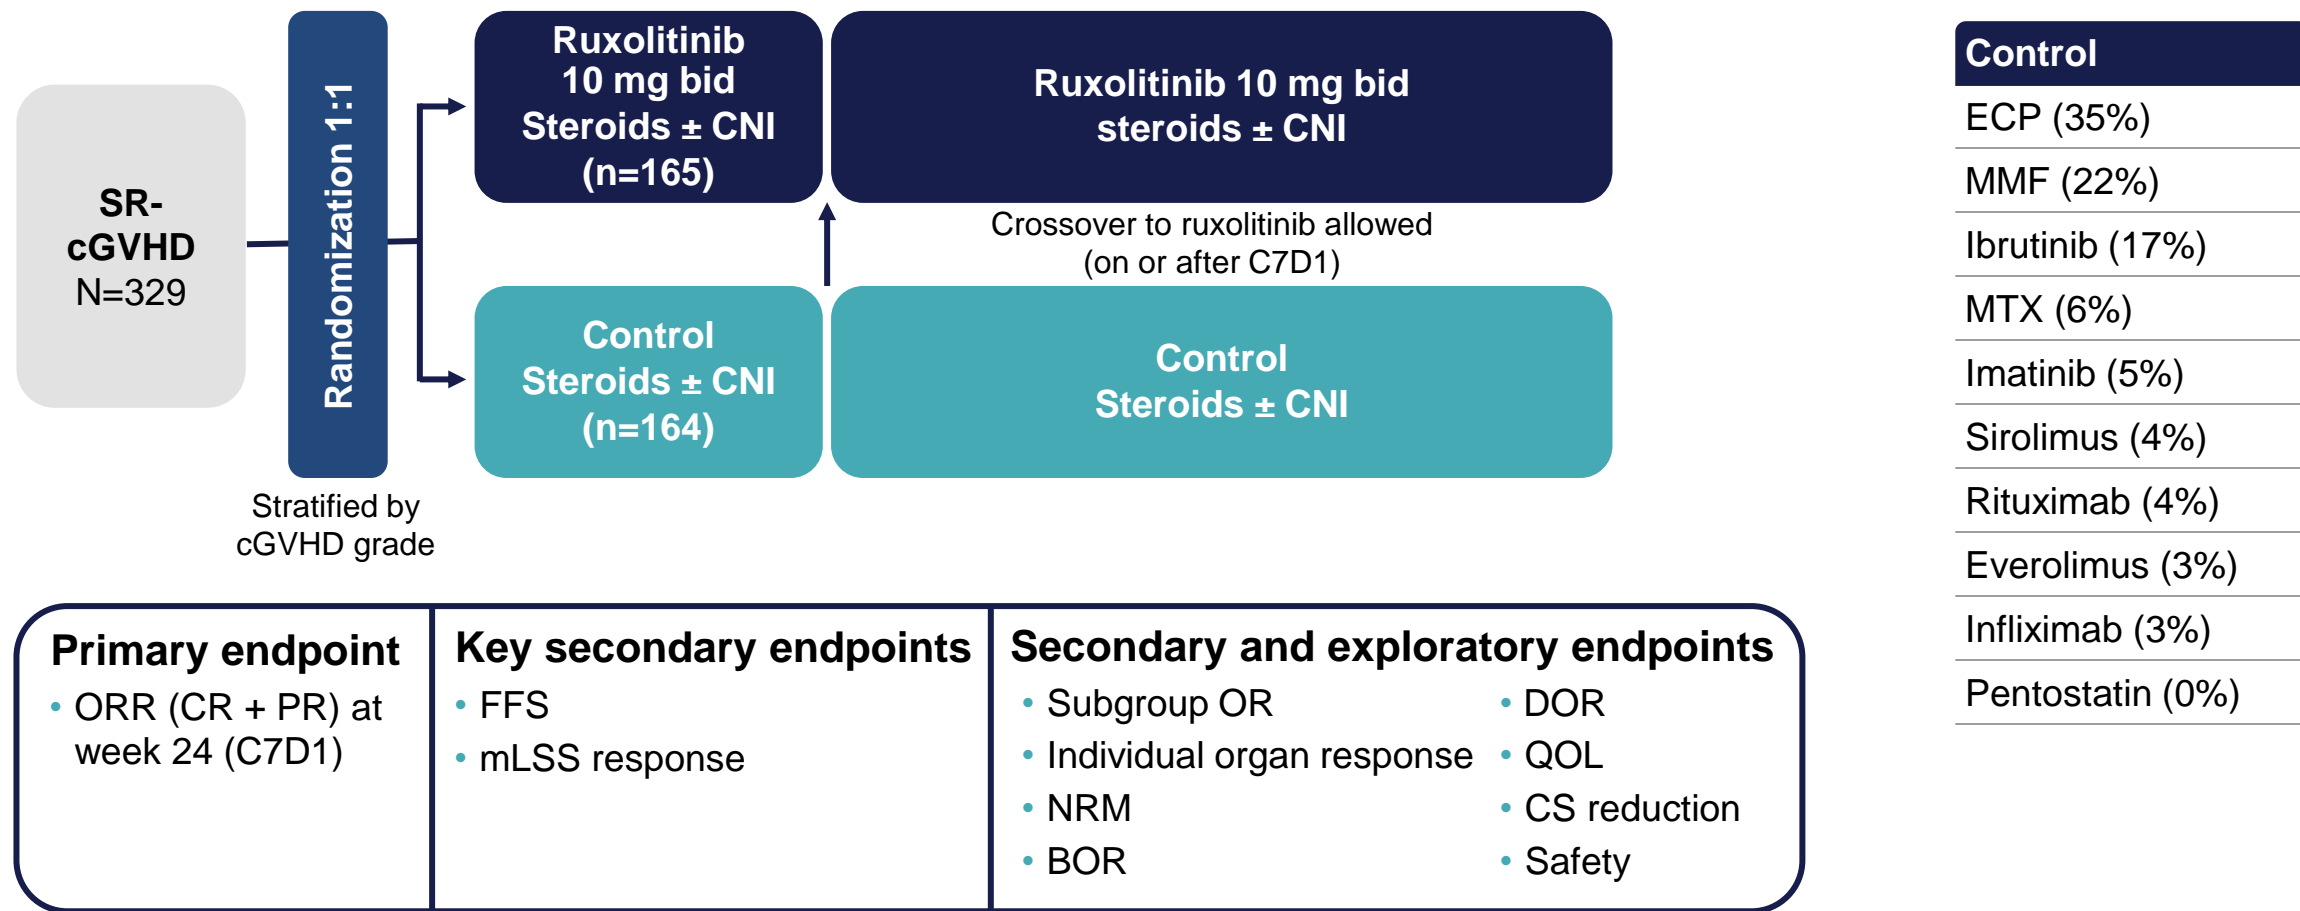 SR-
cGVHD
N=329
Randomization 1:1
Stratified by
cGVHD grade
Ruxolitinib
10 mg bid
Steroids ± CNI
(n=165)
Ruxolitinib 10 mg bid
steroids ± CNI
Crossover to ruxolitinib allowed
(on or after C7D1)
Control
Steroids ± CNI
(n=164)
Control
Steroids ± CNI
Control
ECP (35%)
MMF (22%)
Ibrutinib (17%)
MTX (6%)
Imatinib (5%)
Sirolimus (4%)
Rituximab (4%)
Everolimus (3%)
Infliximab (3%)
Pentostatin (0%)
Primary endpoint
• ORR (CR + PR) at
week 24 (C7D1)
Key secondary endpoints
• FFS
• mLSS response
Secondary and exploratory endpoints
• Subgroup OR
• Individual organ response
• NRM
• BOR
• DOR
• QOL
• CS reduction
• Safety